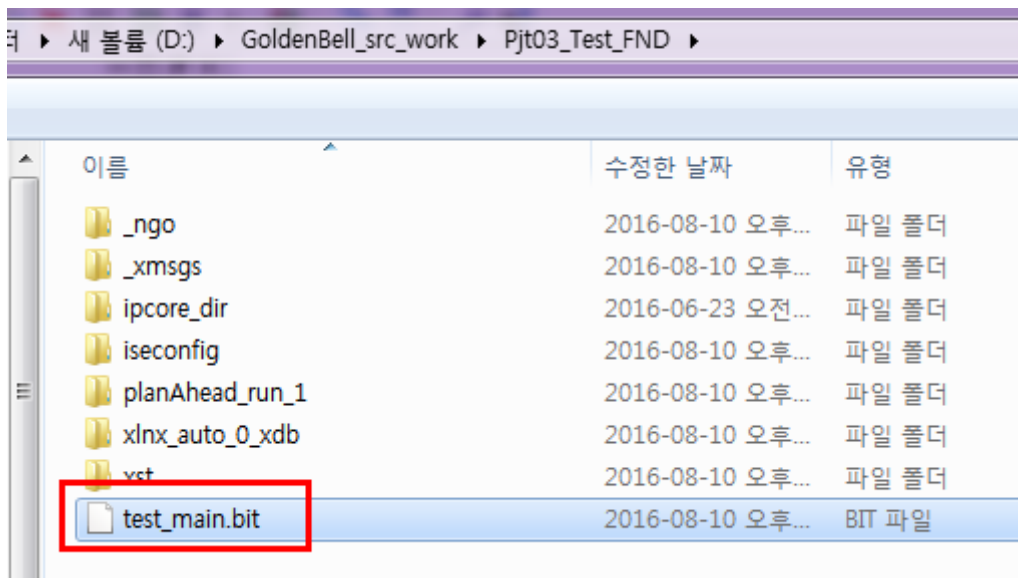 터 ▸ 새 볼륨 (D:) ▸ GoldenBell_src_work ▸ Pjt03_Test_FND ▸
이름 수정한 날짜 유형
_ngo 2016-08-10 오후... 파일 폴더
_xmsgs 2016-08-10 오후... 파일 폴더
ipcore_dir 2016-06-23 오전... 파일 폴더
iseconfig 2016-08-10 오후... 파일 폴더
planAhead_run_1 2016-08-10 오후... 파일 폴더
xlnx_auto_0_xdb 2016-08-10 오후... 파일 폴더
xst 2016-08-10 오후... 파일 폴더
test_main.bit 2016-08-10 오후... BIT 파일